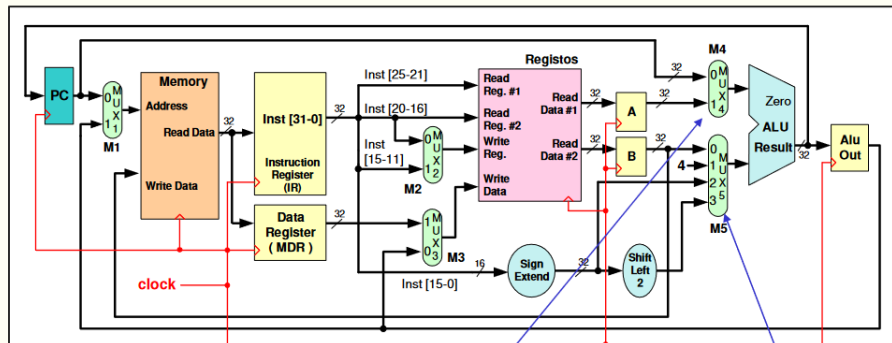 Registos
M4
Memory
PC
0
M
U
X
1
1
M1
Address
Read Data
Write Data
32
Inst [31-0]
Instruction
Register
(IR)
Data
Register
( MDR )
32
32
Inst [25-21]
Inst [20-16]
Inst
[15-11]
0
M
U
X
1
2
M2
1
M
U
X
0
3
M3
Inst [15-0]
16
Read
Reg. #1
Read
Reg. #2
Write
Reg.
Write
Data
Read
Data #1
Read
Data #2
32
32
A
B
32
32
Sign
Extend
32
Shift
Left
2
32
0
M
U
X
1
4
0
4
1
2
3
M
U
X
5
M5
Zero
ALU
Result
32
Alu
Out
clock